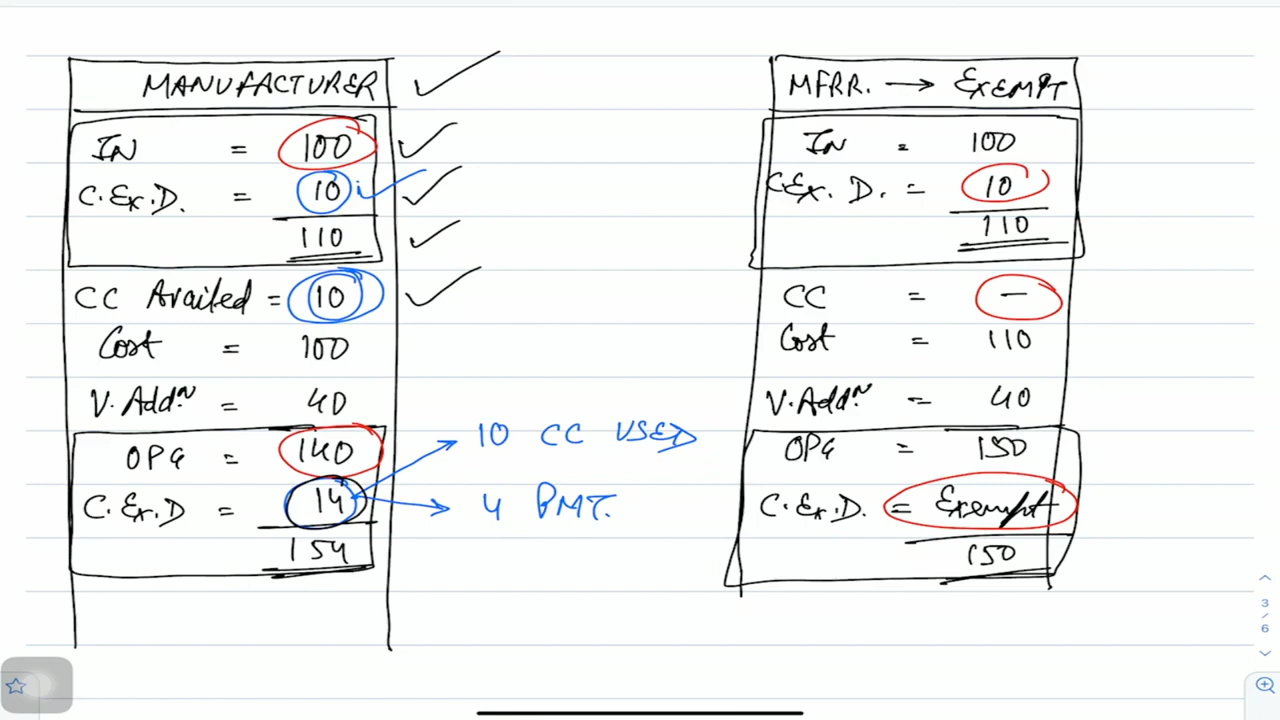 MANUFACTURER
IN = 100
C.Ex.D. = 10
110
CC Availed = 10
Cost = 100
V.Addn = 40
OPG = 140
C.Ex.D = 14
154
10 CC USED
4 PMT.
MFRR. → EXEMPT
IN = 100
C.Ex. D. = 10
110
CC = —
Cost = 110
V.Addn = 40
OPG = 150
C.Ex.D. = Exempt
150
3
/
6